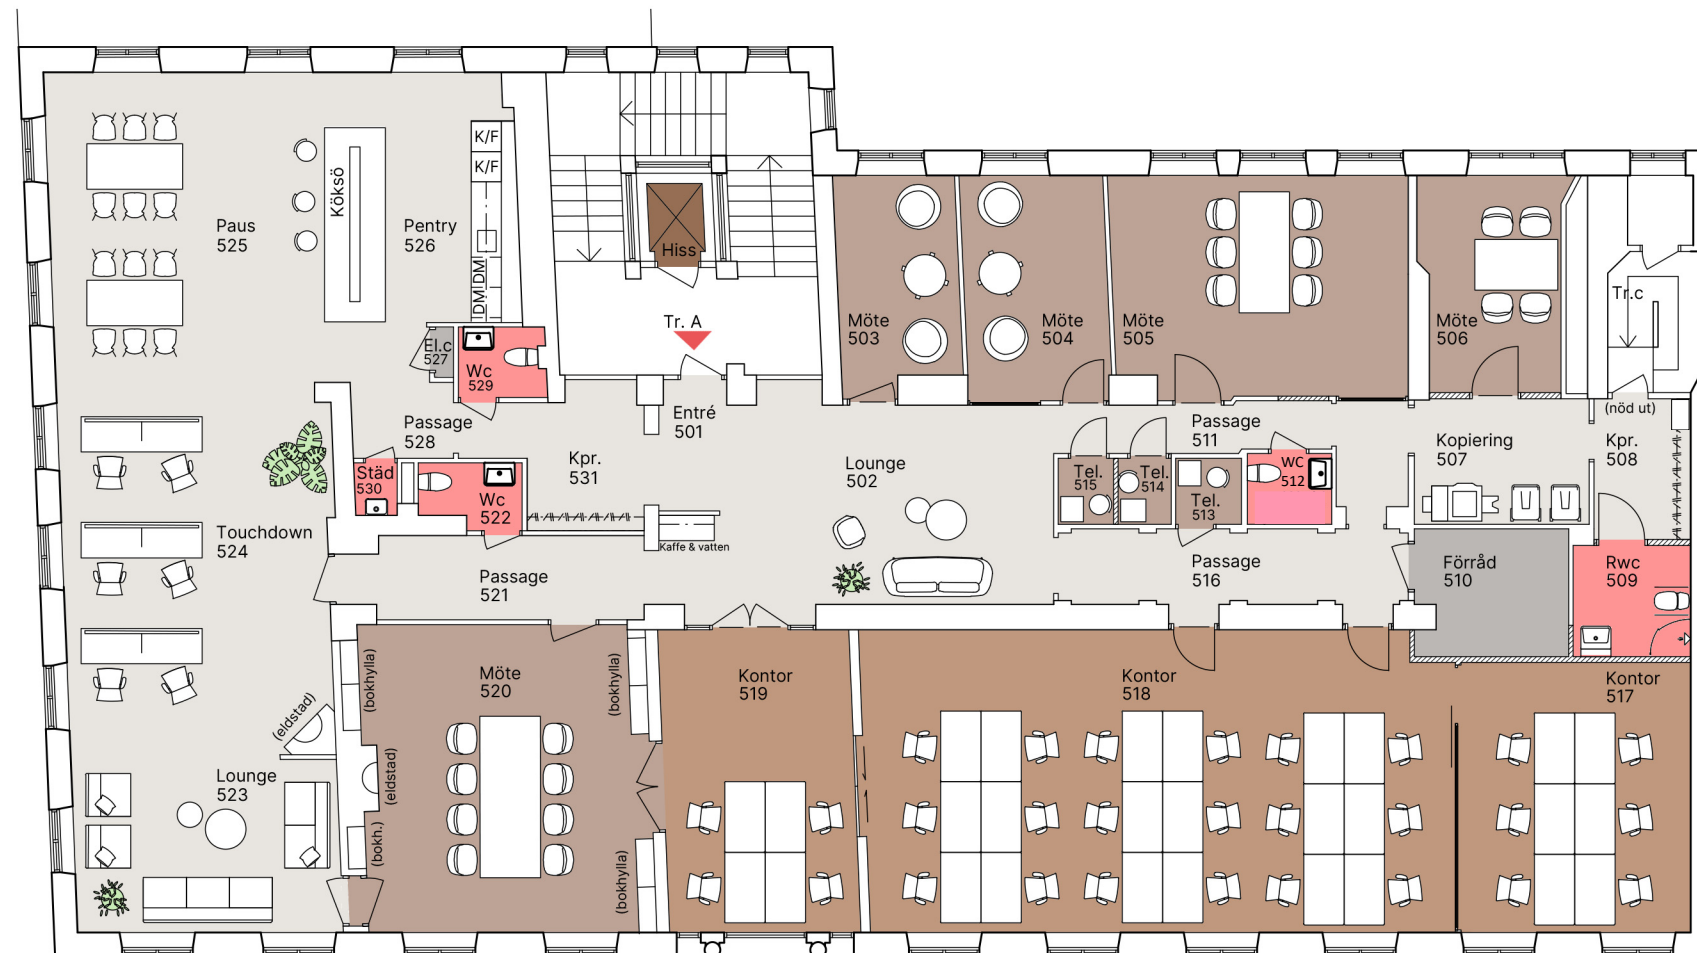 K/F
K/F
Köksö
Paus
525
Pentry
526
DM
DM
Hiss
Tr. A
El.c
527
Wc
529
Möte
503
Möte
504
Möte
505
Möte
506
Tr.c
(nöd ut)
Entré
501
Passage
528
Passage
511
Kopiering
507
Kpr.
508
Städ
530
Wc
522
Kpr.
531
Lounge
502
Tel.
515
Tel.
514
Tel.
513
WC
512
Kaffe & vatten
Touchdown
524
Passage
521
Passage
516
Förråd
510
Rwc
509
(bokhylla)
Möte
520
(bokhylla)
Kontor
519
Kontor
518
Kontor
517
(eldstad)
(eldstad)
Lounge
523
(bokh.)
(bokhylla)